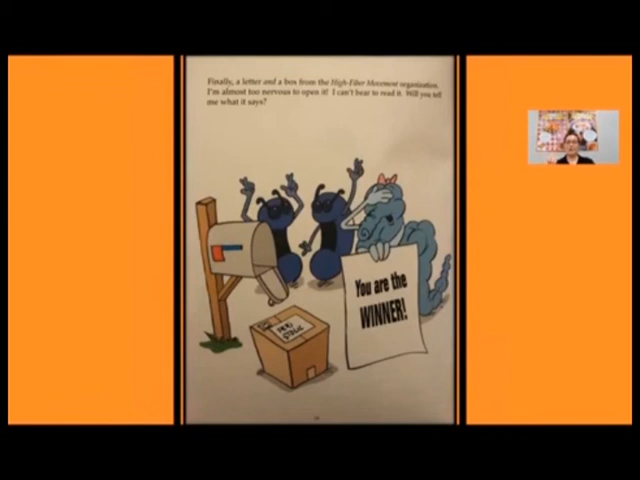 Finally, a letter and a box from the High-Fiber Movement organisation.
I'm almost too nervous to open it! I can't bear to read it. Will you tell
me what it says?
You are the
WINNER!